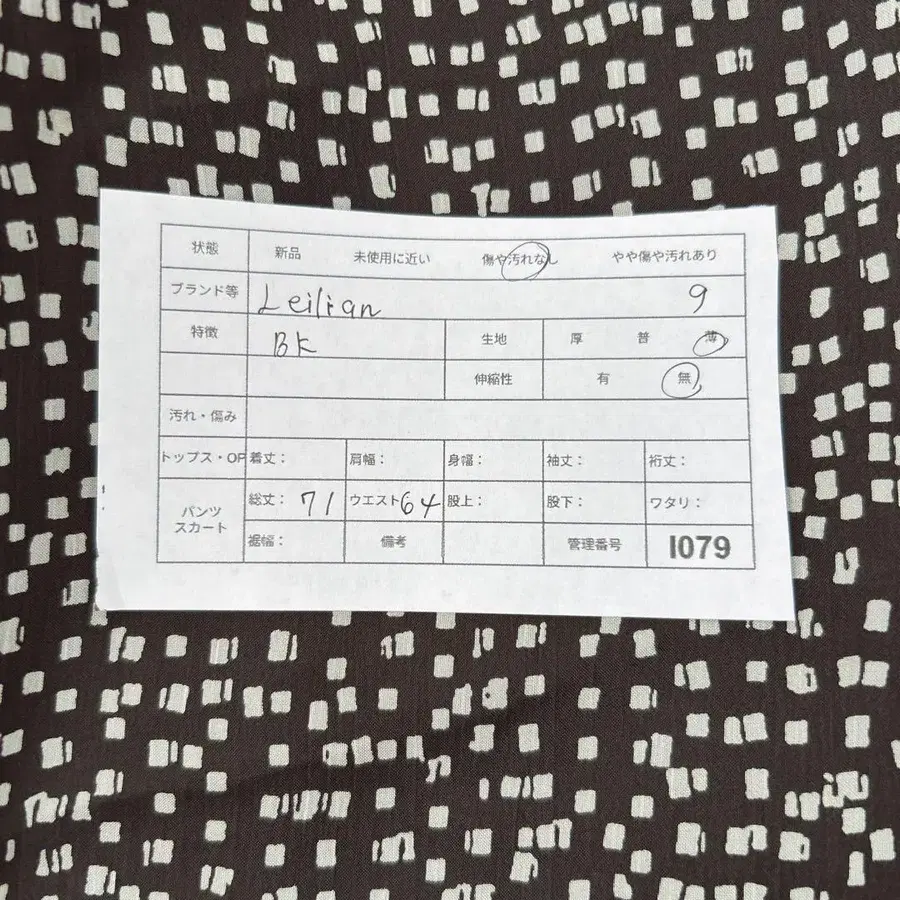 状態 新品 未使用に近い 傷や汚れなし やや傷や汚れあり
ブランド等 Leilian 9
特徴 BK 生地 厚 普 薄
伸縮性 有 無
汚れ・傷み
トップス・OP 着丈: 肩幅: 身幅: 袖丈: 裄丈:
パンツ スカート 総丈: 71 ウエスト 64 股上: 股下: ワタリ:
裾幅: 備考 管理番号 I079